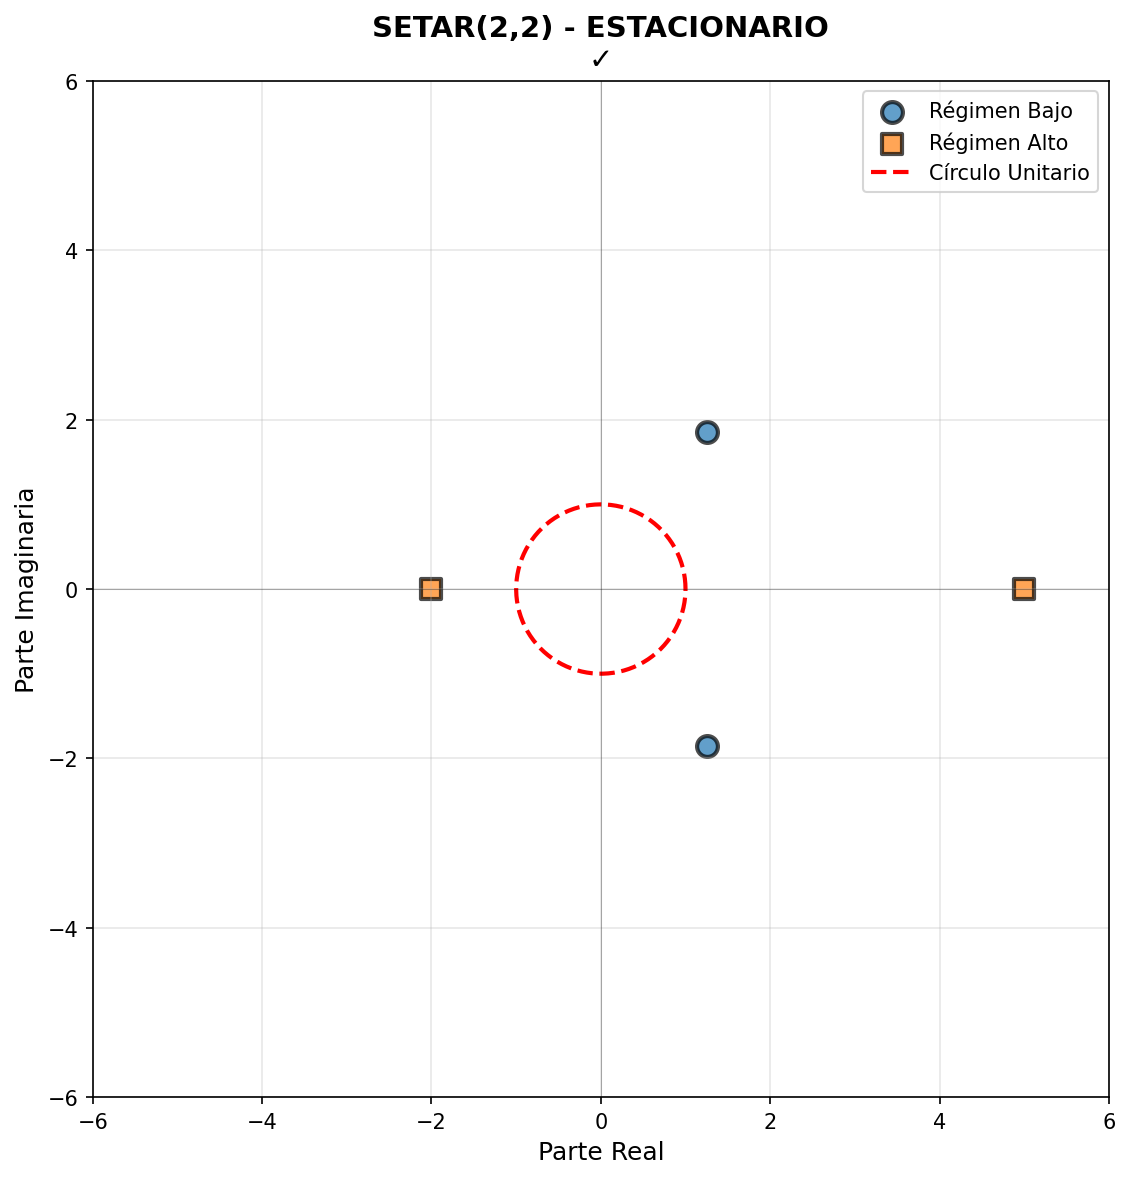 SETAR(2,2) - ESTACIONARIO
✓
Régimen Bajo
Régimen Alto
Círculo Unitario
6
4
2
0
−2
−4
−6
Parte Imaginaria
−6 −4 −2 0 2 4 6
Parte Real